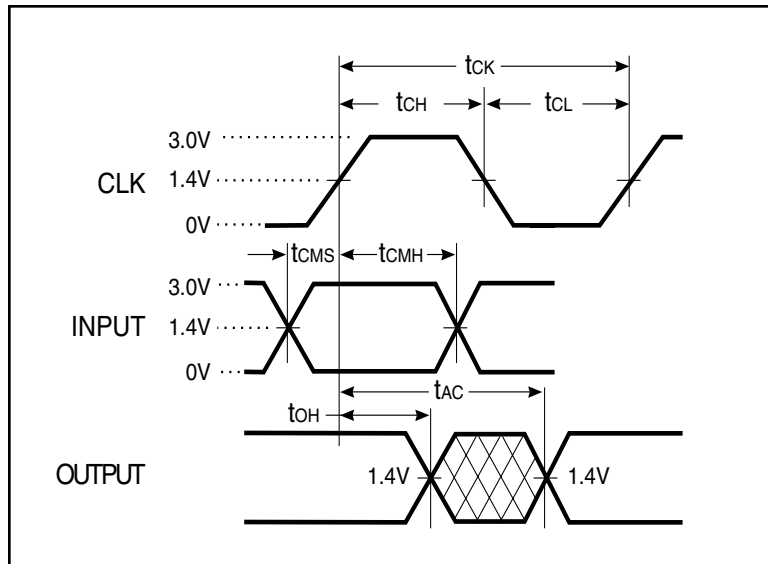 tCK
tCH tCL
3.0V
CLK 1.4V
0V
tCMS tCMH
3.0V
INPUT 1.4V
0V
tAC
tOH
OUTPUT 1.4V 1.4V